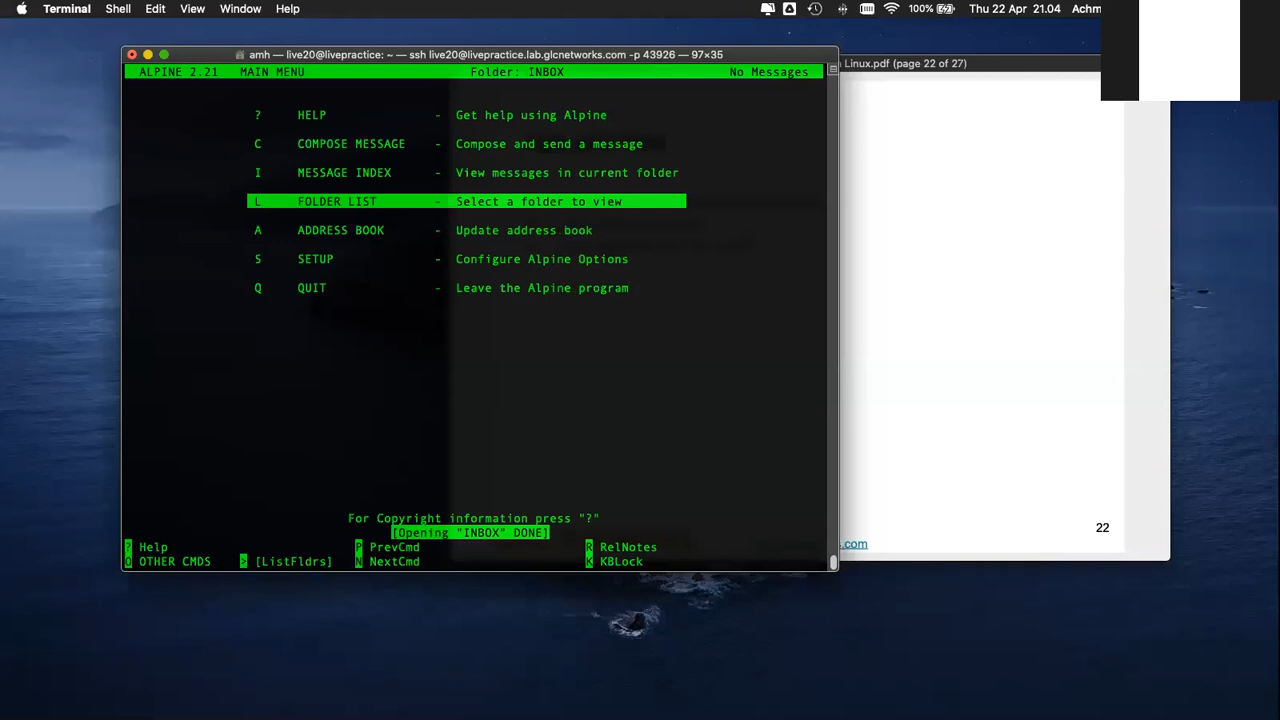 Terminal Shell Edit View Window Help 100% Thu 22 Apr 21.04 Achm
amh — live20@livepractice: ~ — ssh live20@livepractice.lab.glcnetworks.com -p 43926 — 97×35
Linux.pdf (page 22 of 27)
ALPINE 2.21 MAIN MENU Folder: INBOX No Messages
? HELP - Get help using Alpine
C COMPOSE MESSAGE - Compose and send a message
I MESSAGE INDEX - View messages in current folder
L FOLDER LIST - Select a folder to view
A ADDRESS BOOK - Update address book
S SETUP - Configure Alpine Options
Q QUIT - Leave the Alpine program
For Copyright information press "?"
[Opening "INBOX" DONE]
? Help P PrevCmd R RelNotes
O OTHER CMDS > [ListFldrs] N NextCmd K KBLock
22
s.com